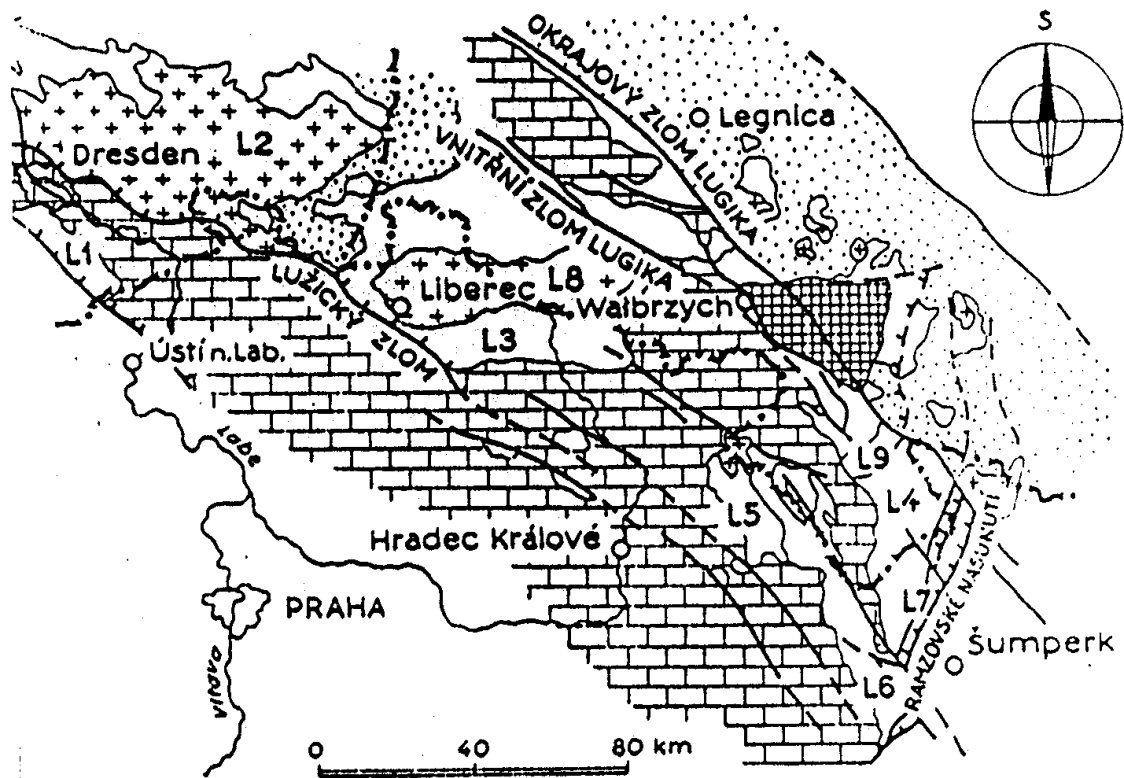 Š
OKRAJOVÝ ZLOM LUGIKA
Legnica
VNITŘNÍ ZLOM LUGIKA
L2
Dresden
L1
LUŽICKÝ ZLOM
Liberec
L8
Wałbrzych
L3
Ústí n. Lab.
Labe
L9
L4
L5
Hradec Králové
RAMZOVSKÉ NASUNUTÍ
L7
PRAHA
Šumperk
L6
Vltava
0 40 80 km